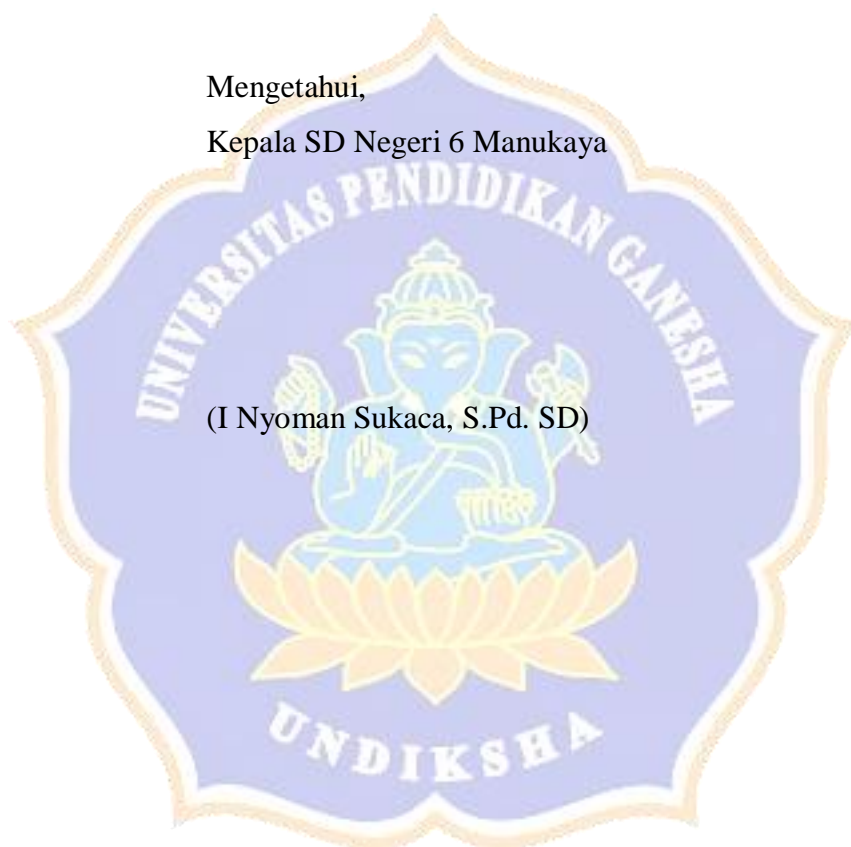 Mengetahui,
Kepala SD Negeri 6 Manukaya
UNIVERSITAS PENDIDIKAN GANESHA
(I Nyoman Sukaca, S.Pd. SD)
UNDIKSHA